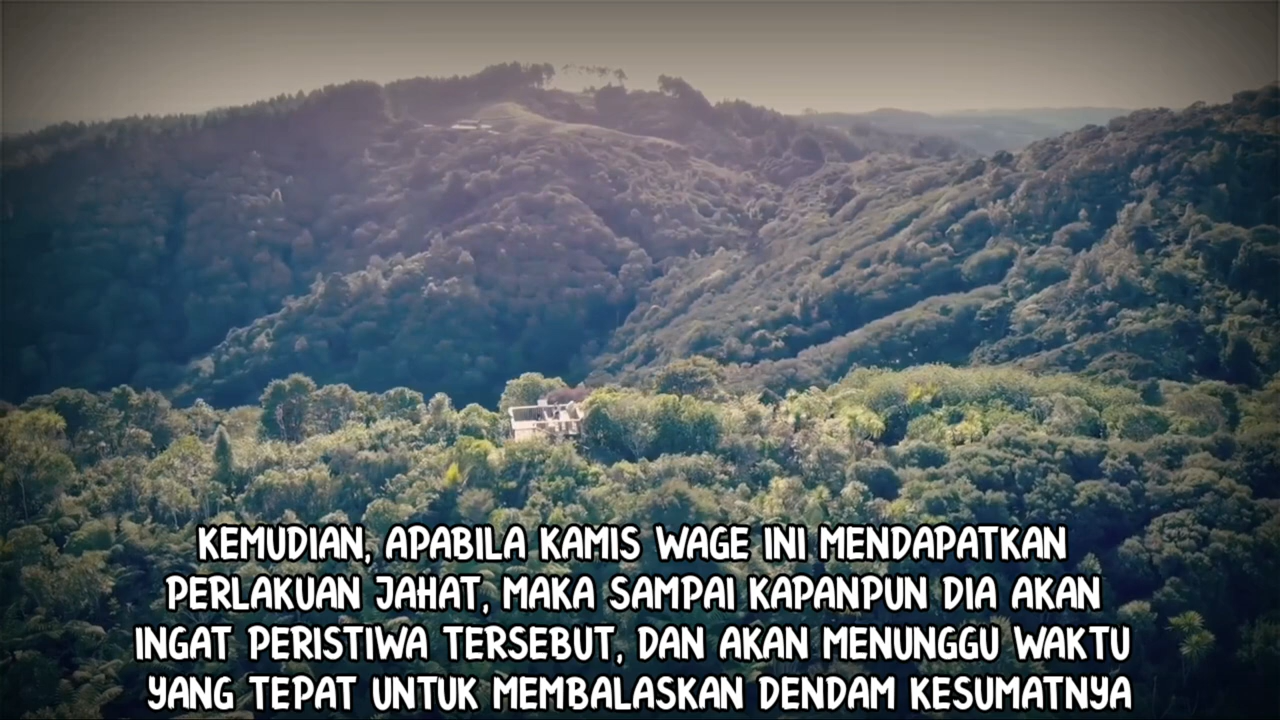 KEMUDIAN, APABILA KAMIS WAGE INI MENDAPATKAN
PERLAKUAN JAHAT, MAKA SAMPAI KAPANPUN DIA AKAN
INGAT PERISTIWA TERSEBUT, DAN AKAN MENUNGGU WAKTU
YANG TEPAT UNTUK MEMBALASKAN DENDAM KESUMATNYA